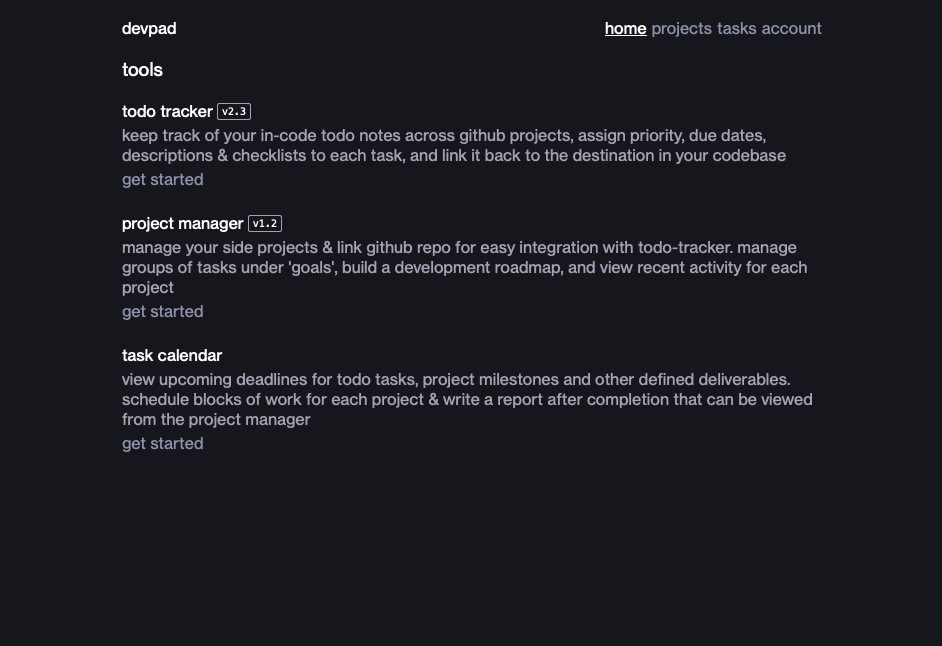 devpad
home projects tasks account
tools
todo tracker v2.3
keep track of your in-code todo notes across github projects, assign priority, due dates,
descriptions & checklists to each task, and link it back to the destination in your codebase
get started
project manager v1.2
manage your side projects & link github repo for easy integration with todo-tracker. manage
groups of tasks under 'goals', build a development roadmap, and view recent activity for each
project
get started
task calendar
view upcoming deadlines for todo tasks, project milestones and other defined deliverables.
schedule blocks of work for each project & write a report after completion that can be viewed
from the project manager
get started